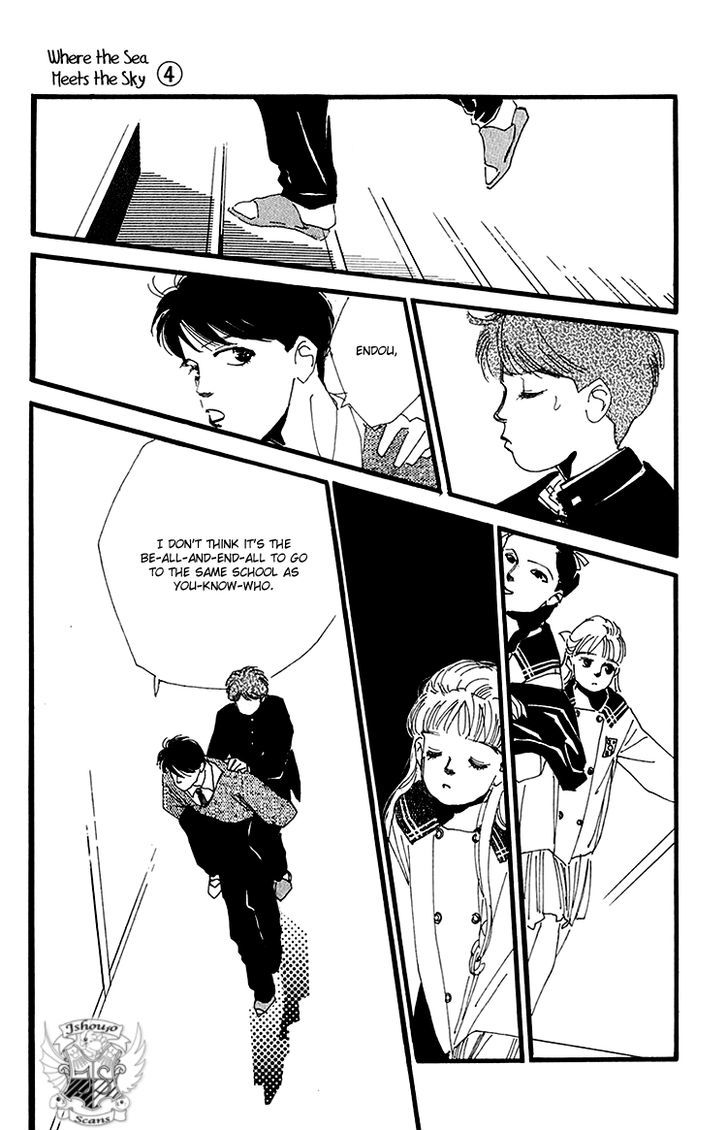 Where the Sea
Meets the Sky ④
ENDOU,
I DON'T THINK IT'S THE
BE-ALL-AND-END-ALL TO GO
TO THE SAME SCHOOL AS
YOU-KNOW-WHO.
Jshoujo
Scans